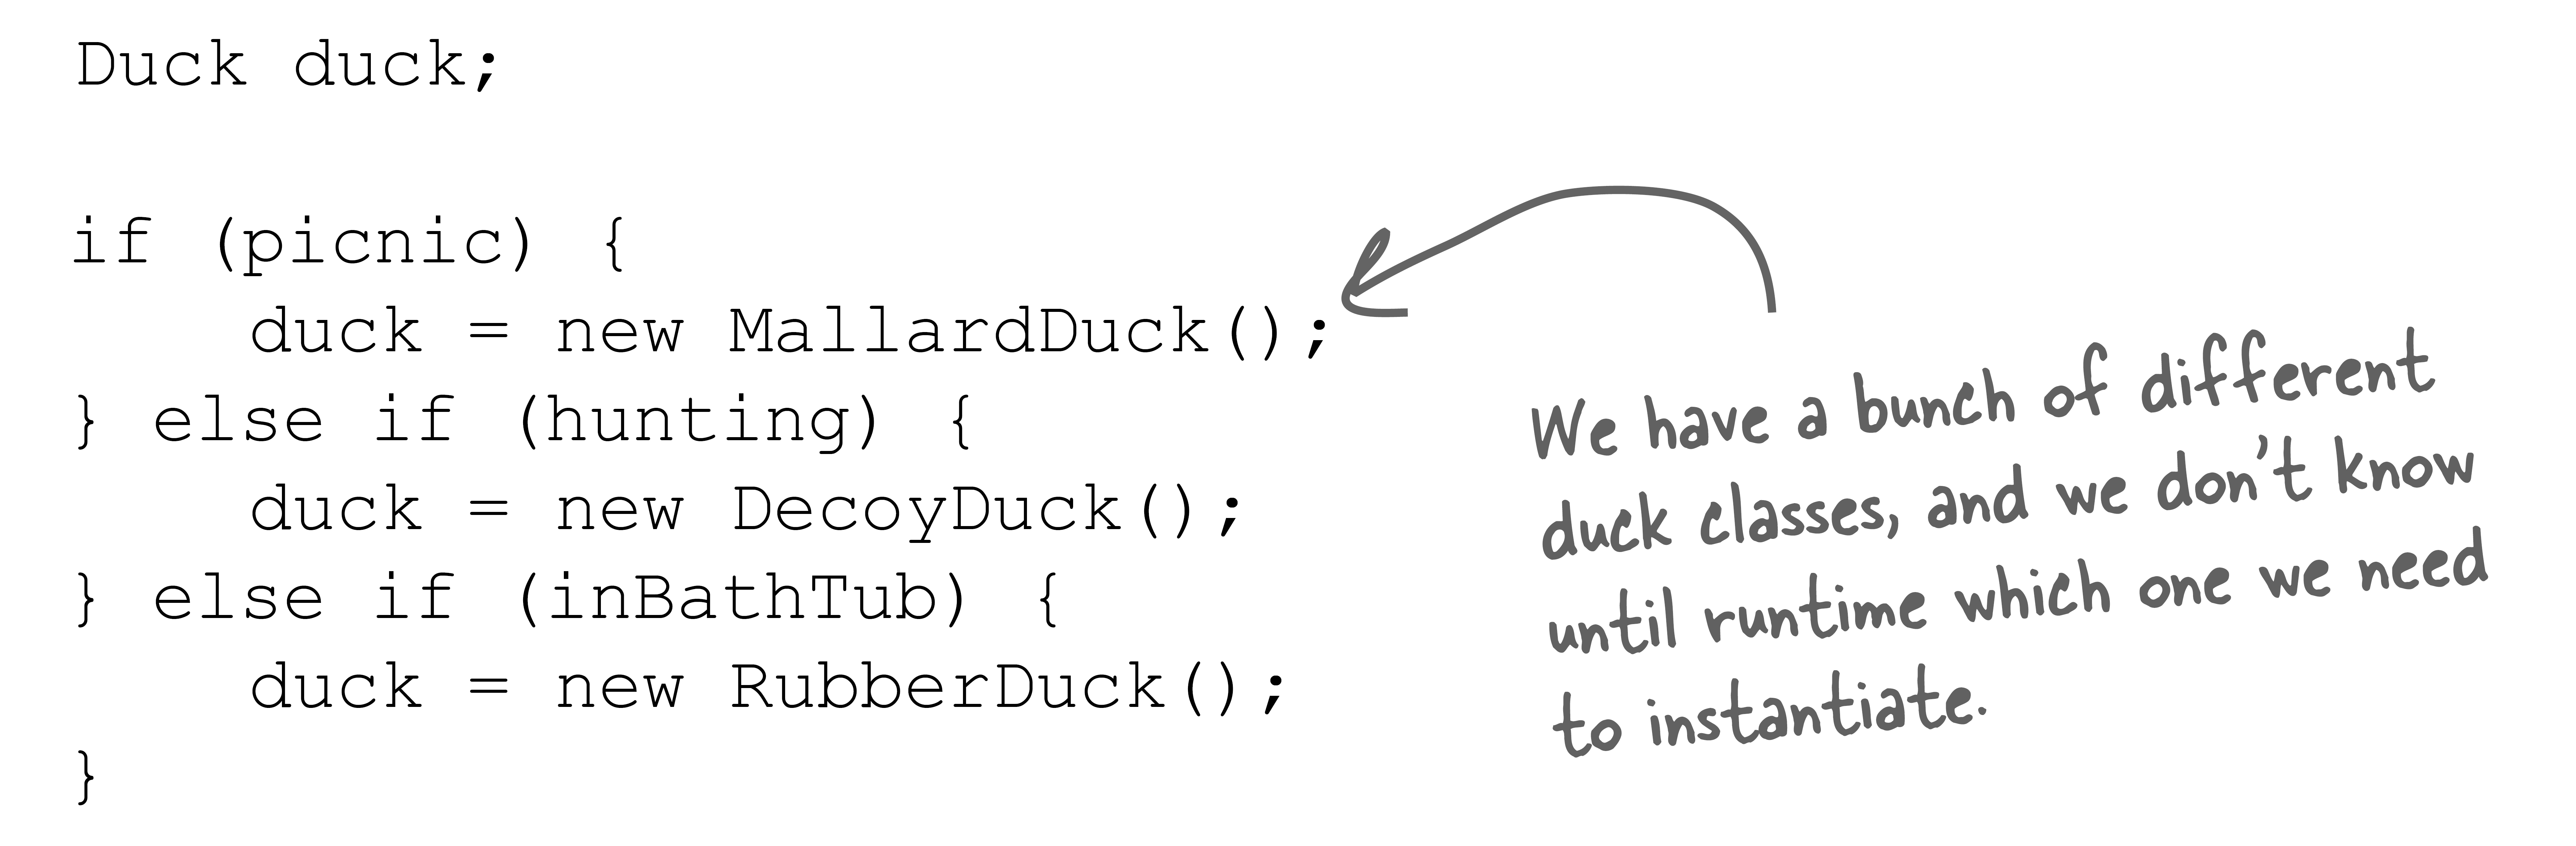 Duck duck;
if (picnic) {
    duck = new MallardDuck();
} else if (hunting) {
    duck = new DecoyDuck();
} else if (inBathTub) {
    duck = new RubberDuck();
}
We have a bunch of different
duck classes, and we don't know
until runtime which one we need
to instantiate.